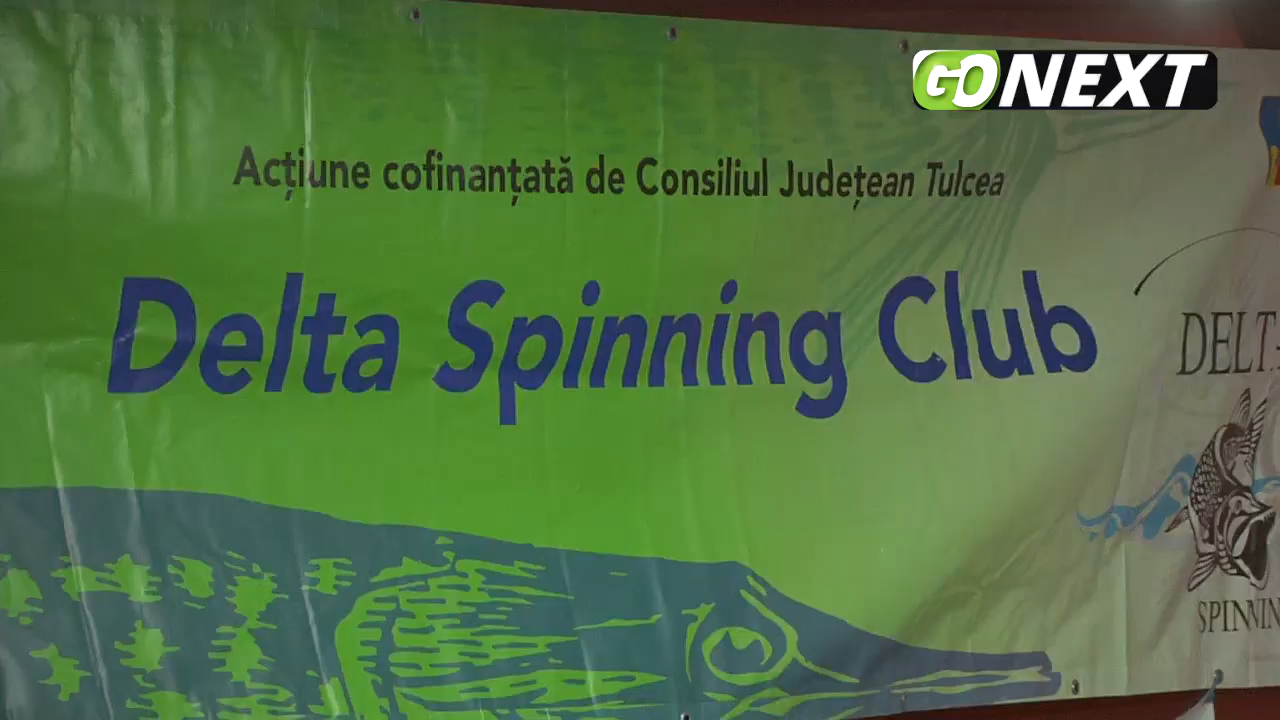 GO NEXT
Acțiune cofinanțată de Consiliul Județean Tulcea
Delta Spinning Club